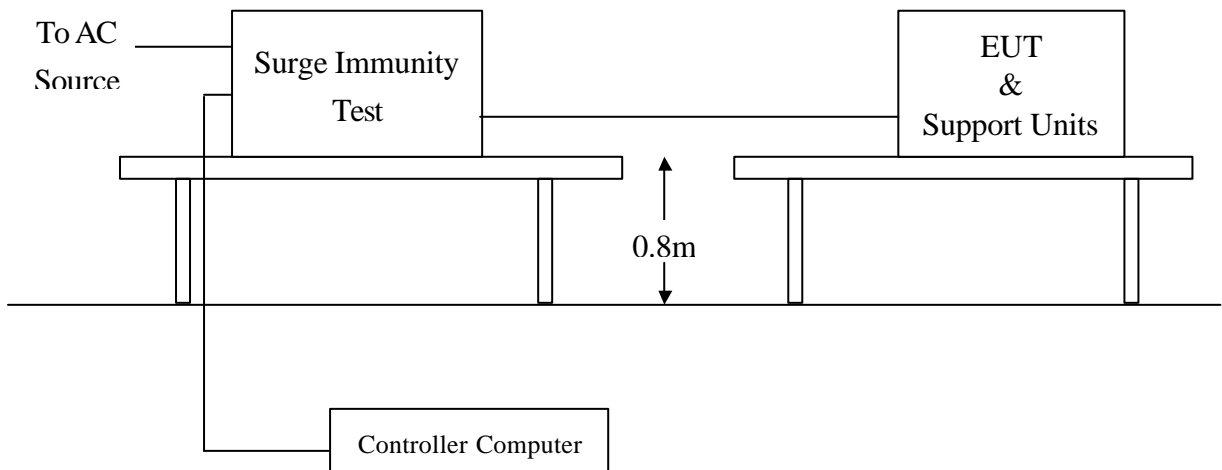 To AC
Source
Surge Immunity
Test
EUT
&
Support Units
0.8m
Controller Computer